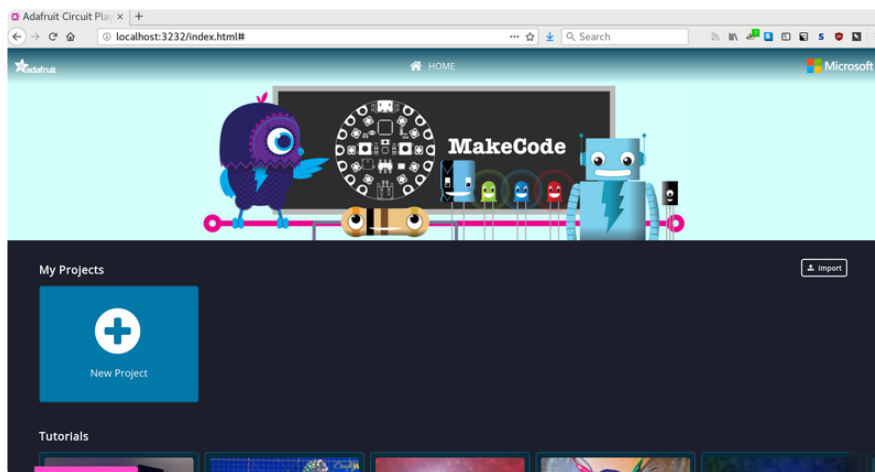 Adafruit Circuit Play
localhost:3232/index.html#
Search
adafruit
HOME
Microsoft
MakeCode
My Projects
Import
New Project
Tutorials